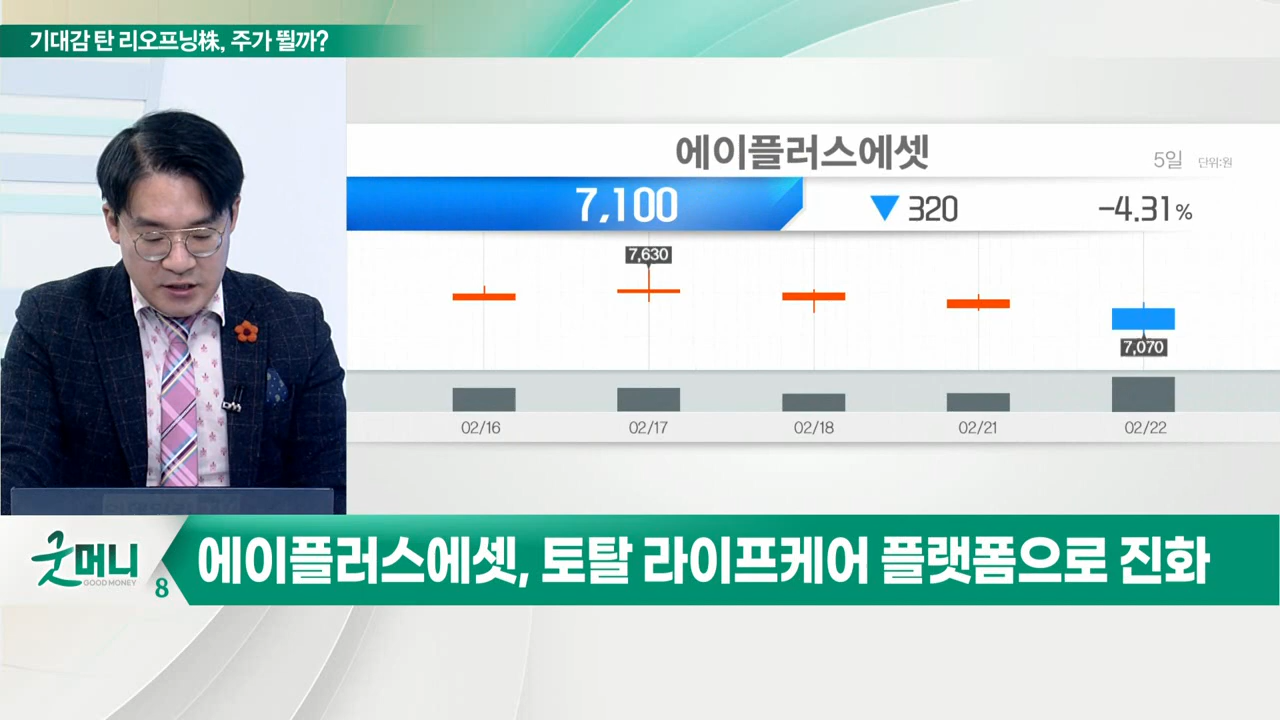 기대감 탄 리오프닝株, 주가 뛸까?
에이플러스에셋
5일 단위:원
7,100 ▼ 320 -4.31%
7,630
7,070
02/16 02/17 02/18 02/21 02/22
굿머니
GOOD MONEY
8
에이플러스에셋, 토탈 라이프케어 플랫폼으로 진화